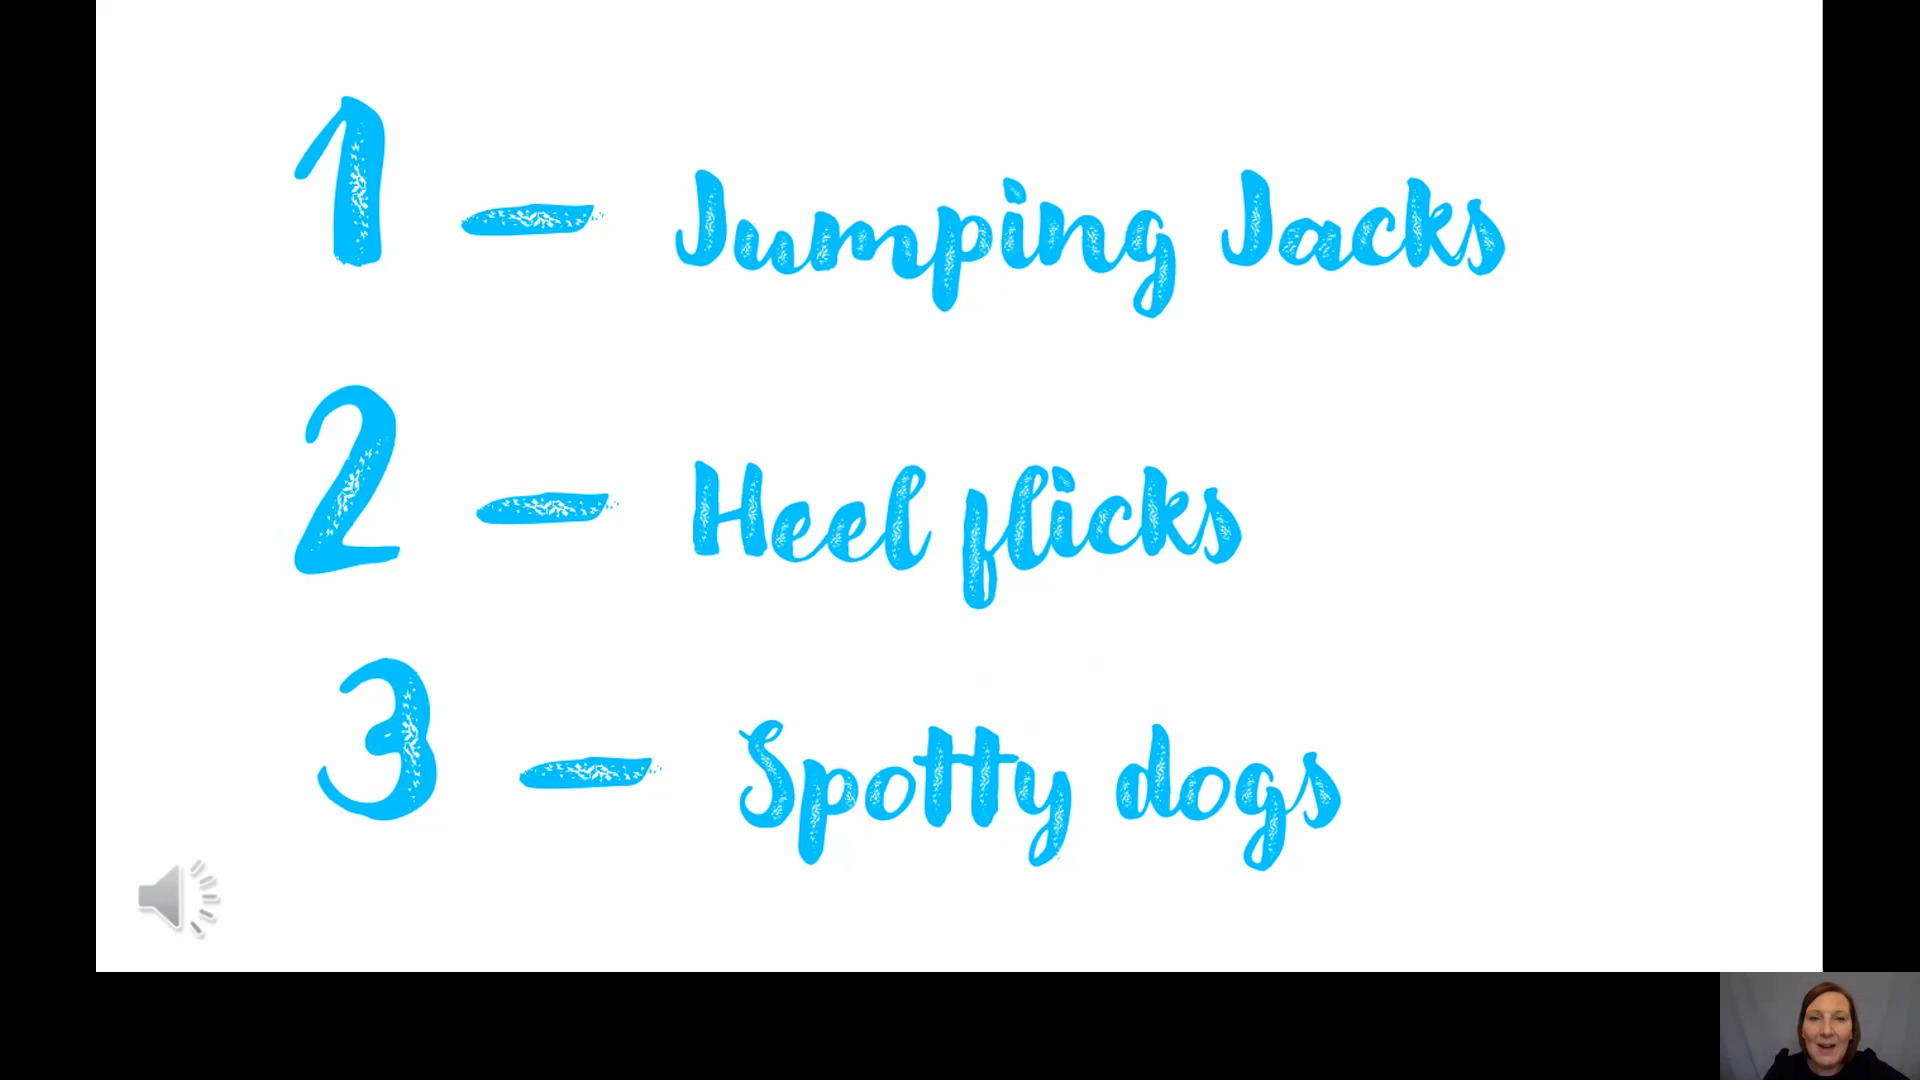 1 – Jumping Jacks
2 – Heel flicks
3 – Spotty dogs